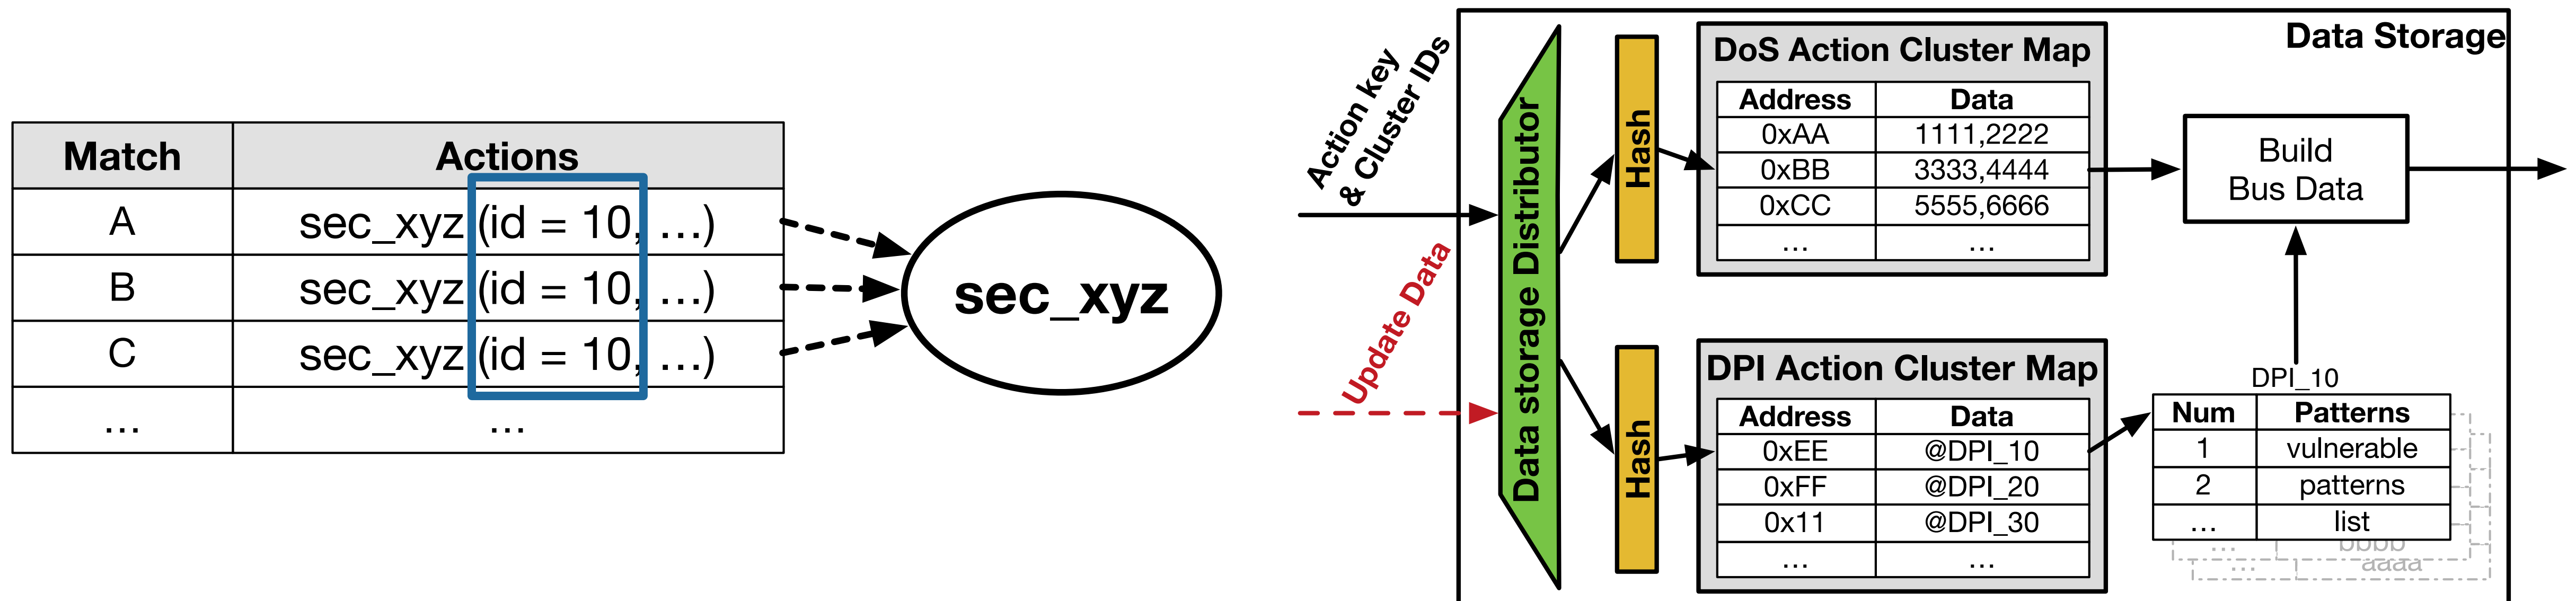 Match Actions
A sec_xyz (id = 10, ...)
B sec_xyz (id = 10, ...)
C sec_xyz (id = 10, ...)
... ...
sec_xyz
Action key
& Cluster IDs
Update Data
Data storage Distributor
Hash
Hash
Data Storage
DoS Action Cluster Map
Address Data
0xAA 1111,2222
0xBB 3333,4444
0xCC 5555,6666
... ...
Build
Bus Data
DPI Action Cluster Map
Address Data
0xEE @DPI_10
0xFF @DPI_20
0x11 @DPI_30
... ...
DPI_10
Num Patterns
1 vulnerable
2 patterns
... list
... bbbb
... aaaa